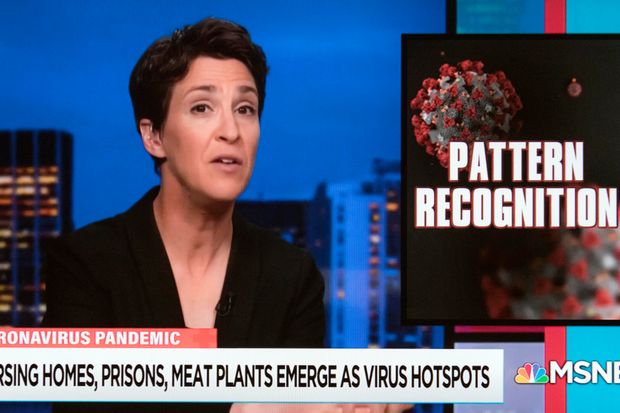 PATTERN
RECOGNITION
RONAVIRUS PANDEMIC
RSING HOMES, PRISONS, MEAT PLANTS EMERGE AS VIRUS HOTSPOTS
MSNB